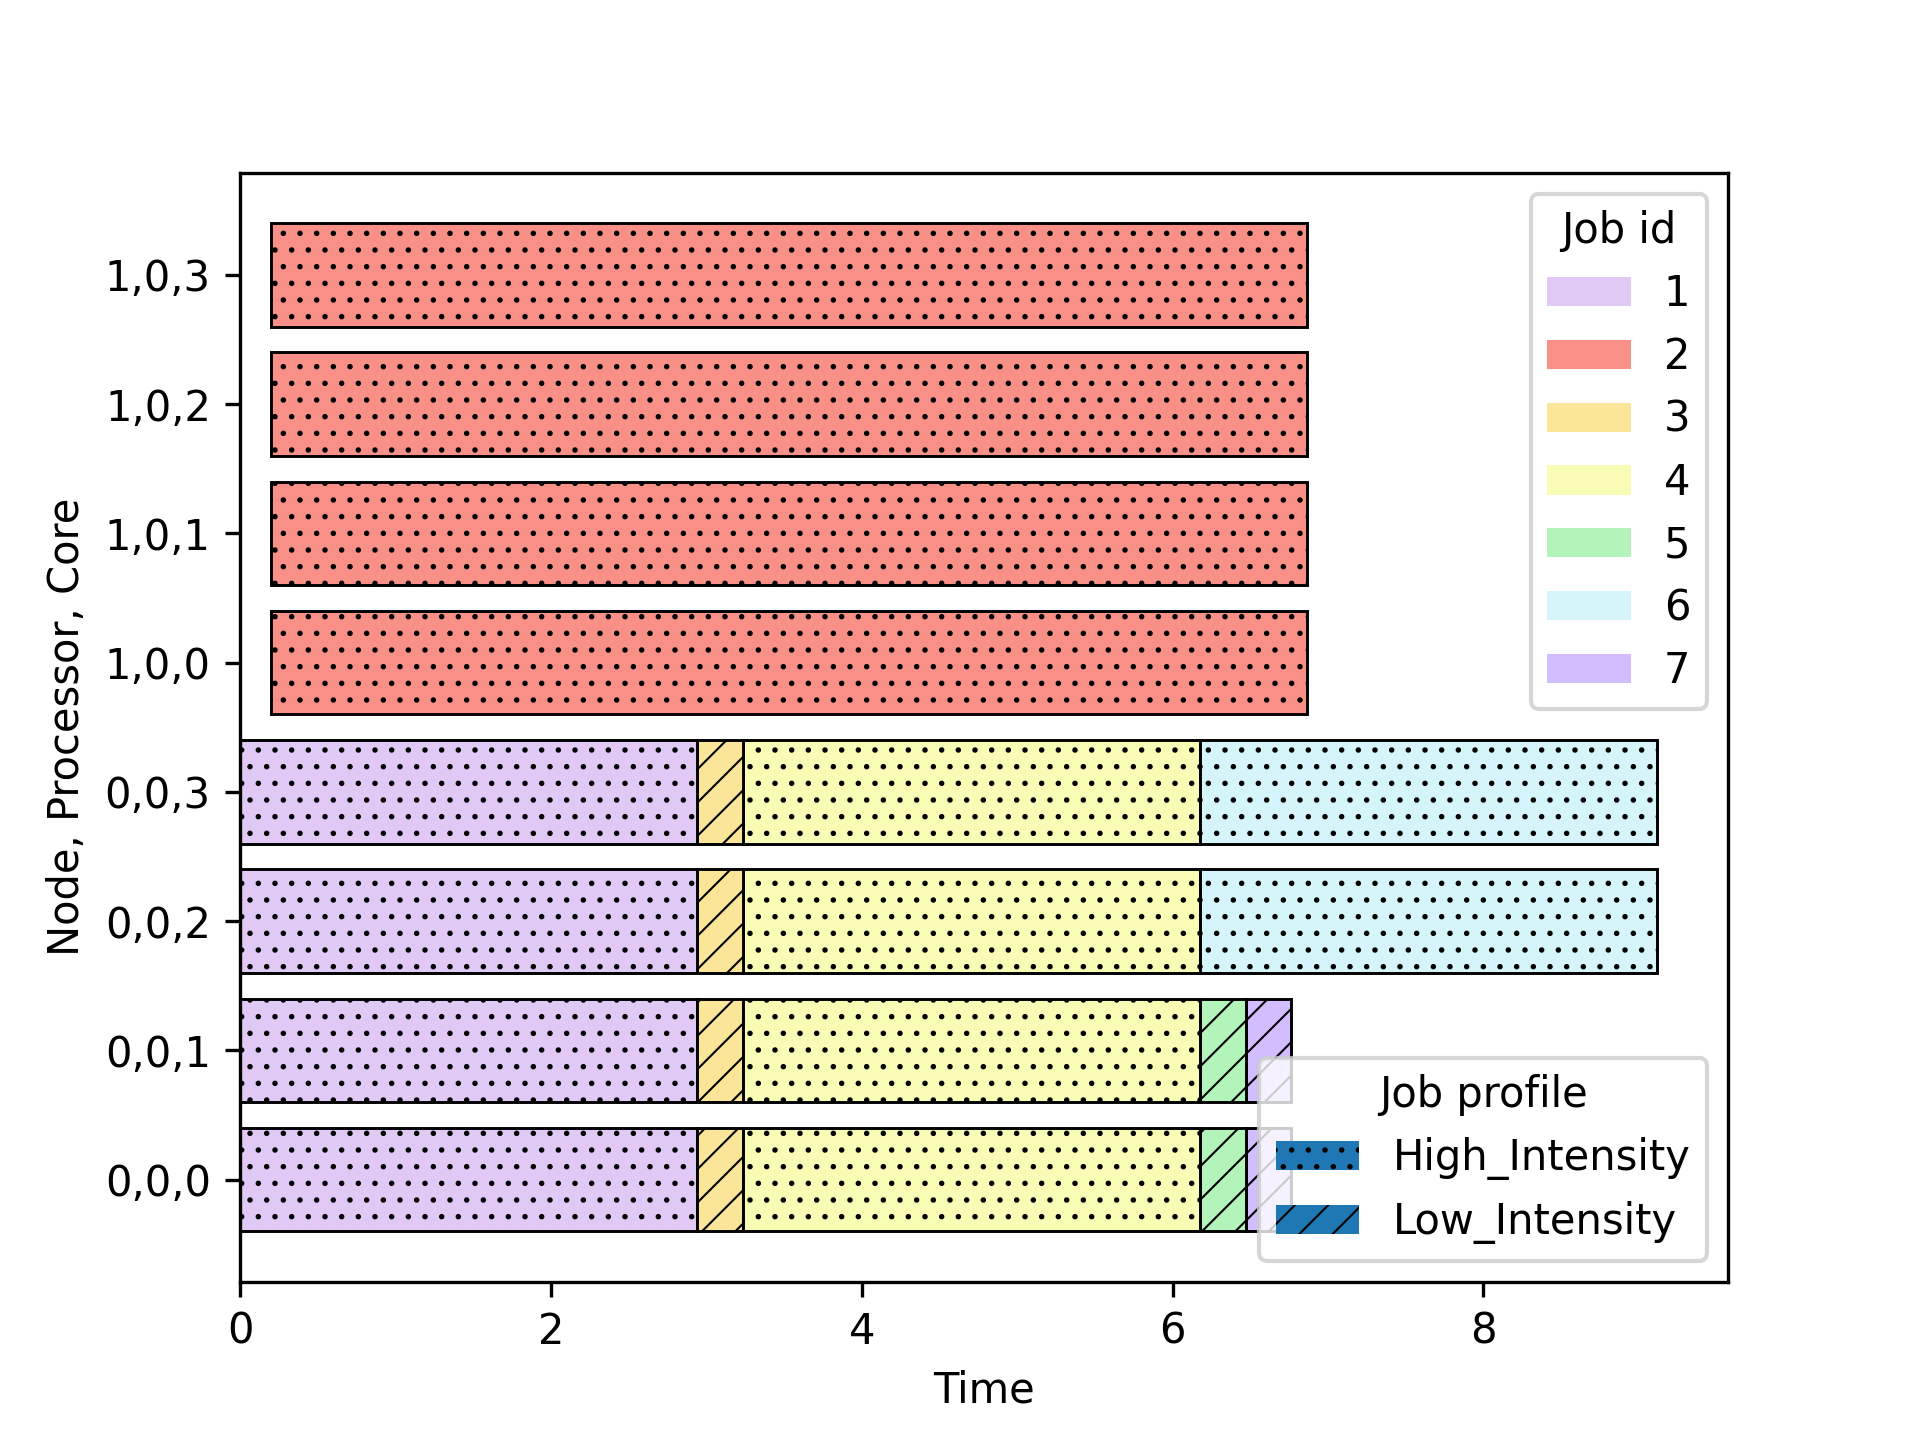 Job id
1
2
3
4
5
6
7
1,0,3
1,0,2
1,0,1
1,0,0
0,0,3
0,0,2
0,0,1
0,0,0
Node, Processor, Core
Job profile
High_Intensity
Low_Intensity
0 2 4 6 8
Time